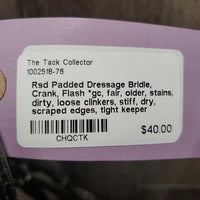 The Tack Collector
1002518-76
Rsd Padded Dressage Bridle,
Crank, Flash *gc, fair, older, stains,
dirty, loose clinkers, stiff, dry,
scraped edges, tight keeper
$40.00
CHQCTK